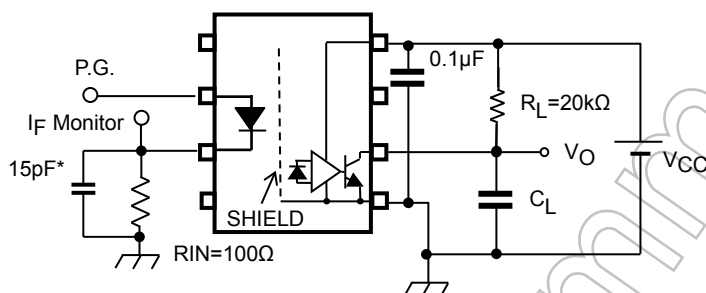 P.G.
IF Monitor
15pF*
RIN=100Ω
SHIELD
0.1µF
RL=20kΩ
VO
VCC
CL